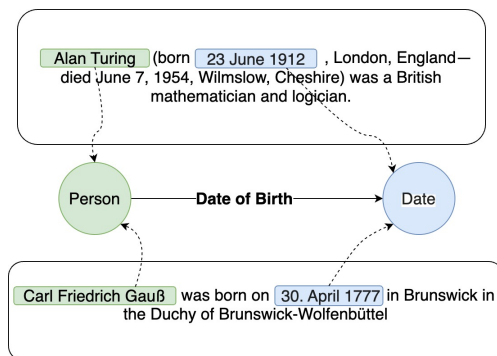 Alan Turing (born 23 June 1912 , London, England—
died June 7, 1954, Wilmslow, Cheshire) was a British
mathematician and logician.
Person Date of Birth Date
Carl Friedrich Gauß was born on 30. April 1777 in Brunswick in
the Duchy of Brunswick-Wolfenbüttel